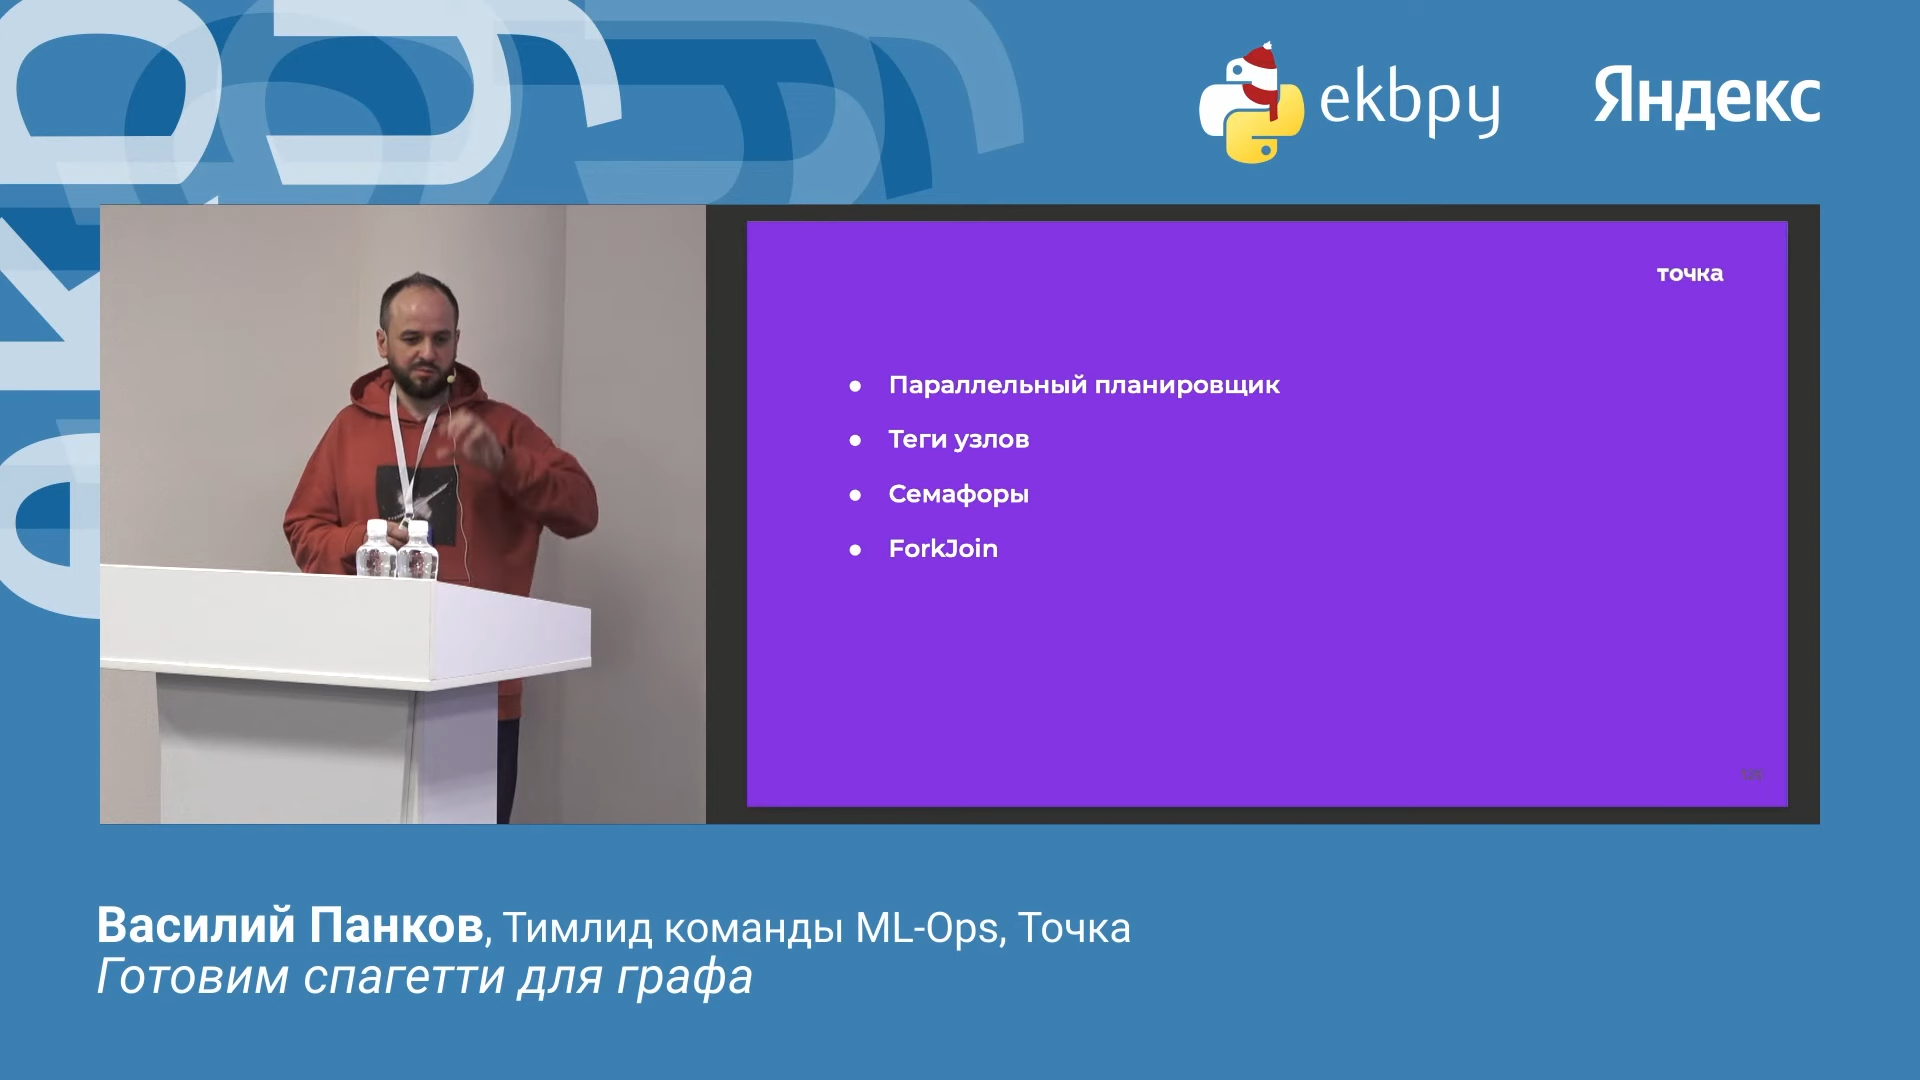 ekbpy
Яндекс
точка
● Параллельный планировщик
● Теги узлов
● Семафоры
● ForkJoin
Василий Панков, Тимлид команды ML-Ops, Точка
Готовим спагетти для графа